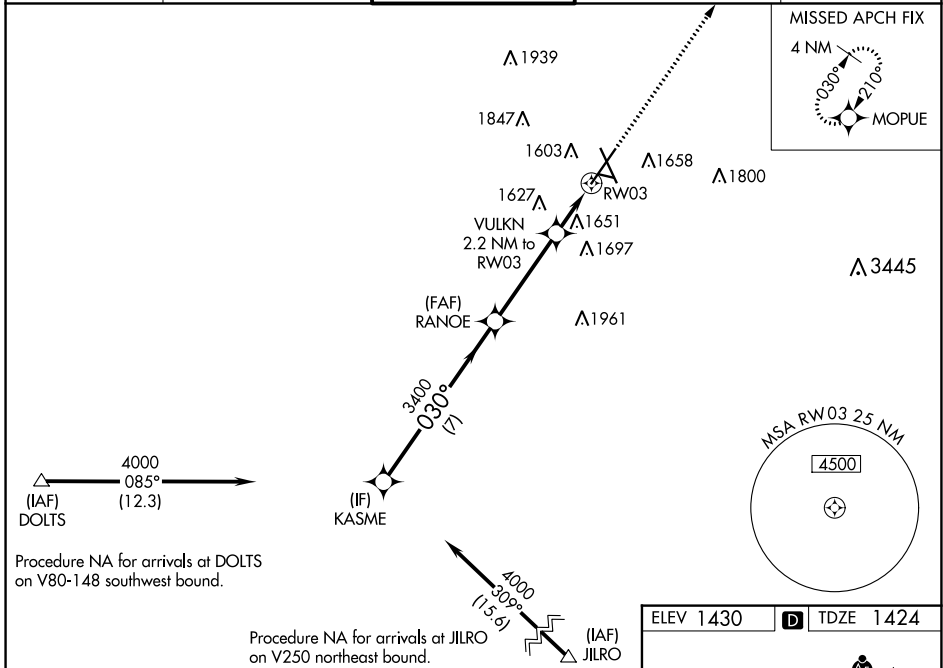 MISSED APCH FIX
4 NM
030°
210°
MOPUE
1939
1847
1603
1658
1800
RW03
1627
VULKN
2.2 NM to
RW03
1651
1697
3445
(FAF)
RANOE
1961
3400
030°
(7)
MSA RW03 25 NM
4500
4000
085°
(12.3)
(IAF)
DOLTS
(IF)
KASME
Procedure NA for arrivals at DOLTS
on V80-148 southwest bound.
4000
309°
(15.6)
(IAF)
JILRO
Procedure NA for arrivals at JILRO
on V250 northeast bound.
ELEV 1430
D
TDZE 1424